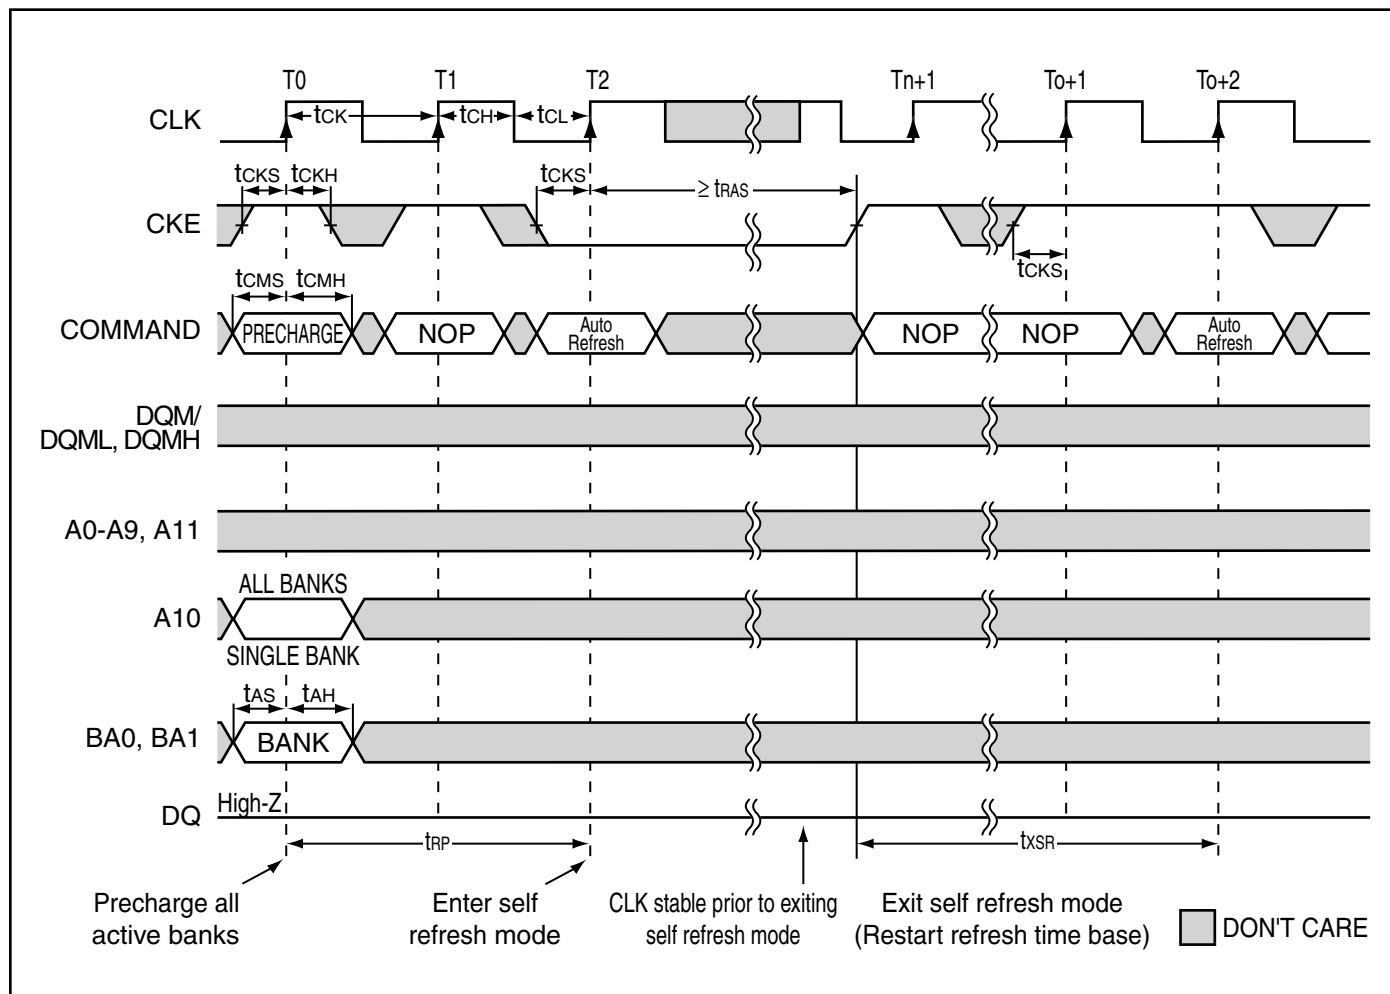 T0 T1 T2 Tn+1 To+1 To+2
CLK
tCK tCH tCL
tCKS tCKH tCKS ≥ tRAS
CKE
tCKS
tCMS tCMH
COMMAND
PRECHARGE NOP Auto Refresh NOP NOP Auto Refresh
DQM/
DQML, DQMH
A0-A9, A11
ALL BANKS
A10
SINGLE BANK
tAS tAH
BA0, BA1
BANK
High-Z
DQ
tRP tXSR
Precharge all
active banks
Enter self
refresh mode
CLK stable prior to exiting
self refresh mode
Exit self refresh mode
(Restart refresh time base)
DON'T CARE